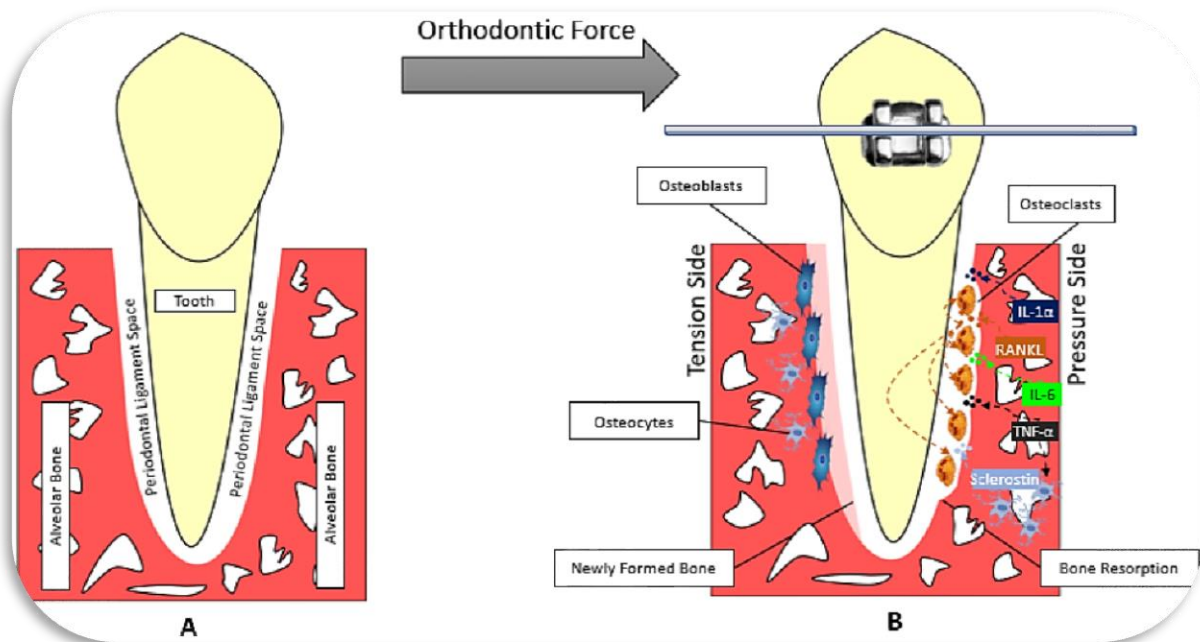 Orthodontic Force
Tooth
Periodontal Ligament Space
Periodontal Ligament Space
Alveolar Bone
Alveolar Bone
A
Osteoblasts
Osteoclasts
Tension Side
Pressure Side
IL-1α
RANKL
IL-6
TNF-α
Osteocytes
Sclerostin
Newly Formed Bone
Bone Resorption
B